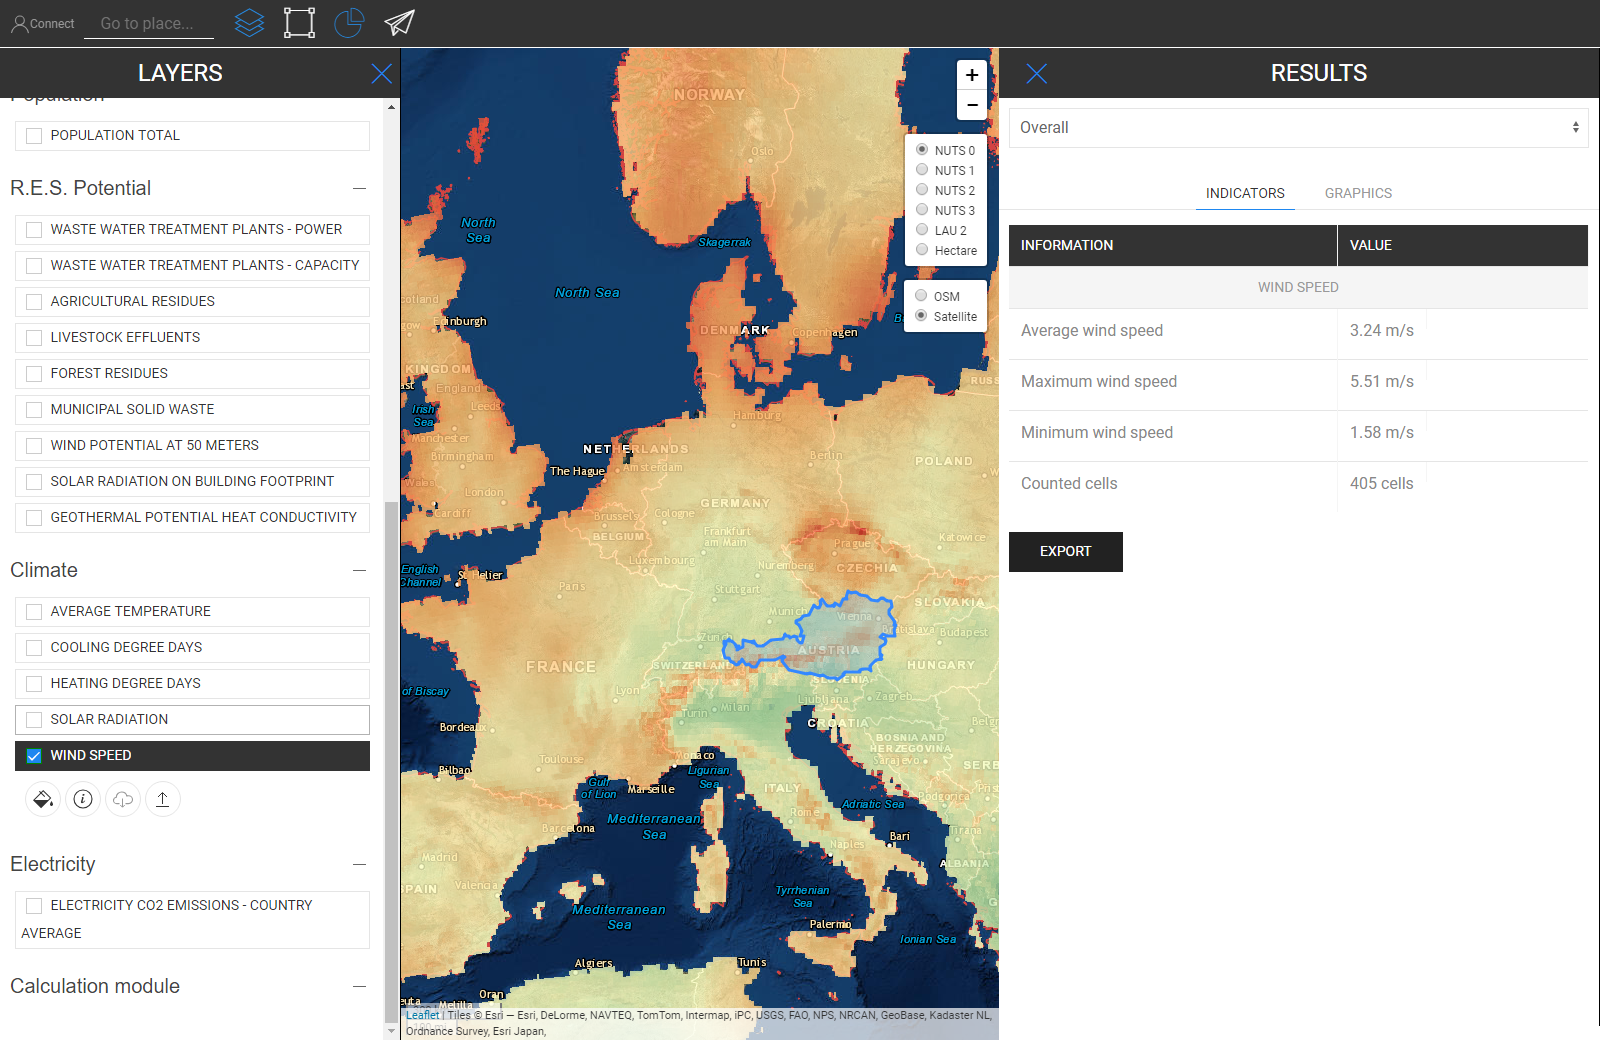 Connect
Go to place...
LAYERS
Population
POPULATION TOTAL
R.E.S. Potential
WASTE WATER TREATMENT PLANTS - POWER
WASTE WATER TREATMENT PLANTS - CAPACITY
AGRICULTURAL RESIDUES
LIVESTOCK EFFLUENTS
FOREST RESIDUES
MUNICIPAL SOLID WASTE
WIND POTENTIAL AT 50 METERS
SOLAR RADIATION ON BUILDING FOOTPRINT
GEOTHERMAL POTENTIAL HEAT CONDUCTIVITY
Climate
AVERAGE TEMPERATURE
COOLING DEGREE DAYS
HEATING DEGREE DAYS
SOLAR RADIATION
WIND SPEED
Electricity
ELECTRICITY CO2 EMISSIONS - COUNTRY
AVERAGE
Calculation module
NORWAY
Oslo
North
Sea
Skagerrak
North Sea
Edinburgh
DENMARK
Copenhagen
KINGDOM
England
Irish
Sea
Leeds
Manchester
Birmingham
Wales
London
Cardiff
Hamburg
NETHERLANDS
The Hague
Amsterdam
Berlin
POLAND
GERMANY
Brussels
Cologne
BELGIUM
Frankfurt
am Main
Prague
Katowice
Luxembourg
Nuremberg
CZECHIA
English
Channel
St Helier
Paris
Stuttgart
SLOVAKIA
Munich
Vienna
Bratislava
Budapest
Zurich
AUSTRIA
FRANCE
SWITZERLAND
HUNGARY
SLOVENIA
Lyon
Ljubljana
Zagreb
of Biscay
Turin
Milan
CROATIA
Bordeaux
BOSNIA AND
HERZEGOVINA
Sarajevo
Toulouse
Bilbao
Ligurian
Sea
Gulf
of Lion
Marseille
ITALY
Podgorica
Adriatic Sea
Rome
Mediterranean
Sea
Barcelona
Bari
Tirana
Naples
Madrid
ALBANIA
Valencia
Tyrrhenian
Sea
Mediterranean
Sea
Palermo
Ionian Sea
Algiers
Tunis
Oran
Melilla
+
−
NUTS 0
NUTS 1
NUTS 2
NUTS 3
LAU 2
Hectare
OSM
Satellite
Leaflet | Tiles © Esri — Esri, DeLorme, NAVTEQ, TomTom, Intermap, iPC, USGS, FAO, NPS, NRCAN, GeoBase, Kadaster NL,
Ordnance Survey, Esri Japan,
RESULTS
Overall
INDICATORS GRAPHICS
INFORMATION VALUE
WIND SPEED
Average wind speed 3.24 m/s
Maximum wind speed 5.51 m/s
Minimum wind speed 1.58 m/s
Counted cells 405 cells
EXPORT